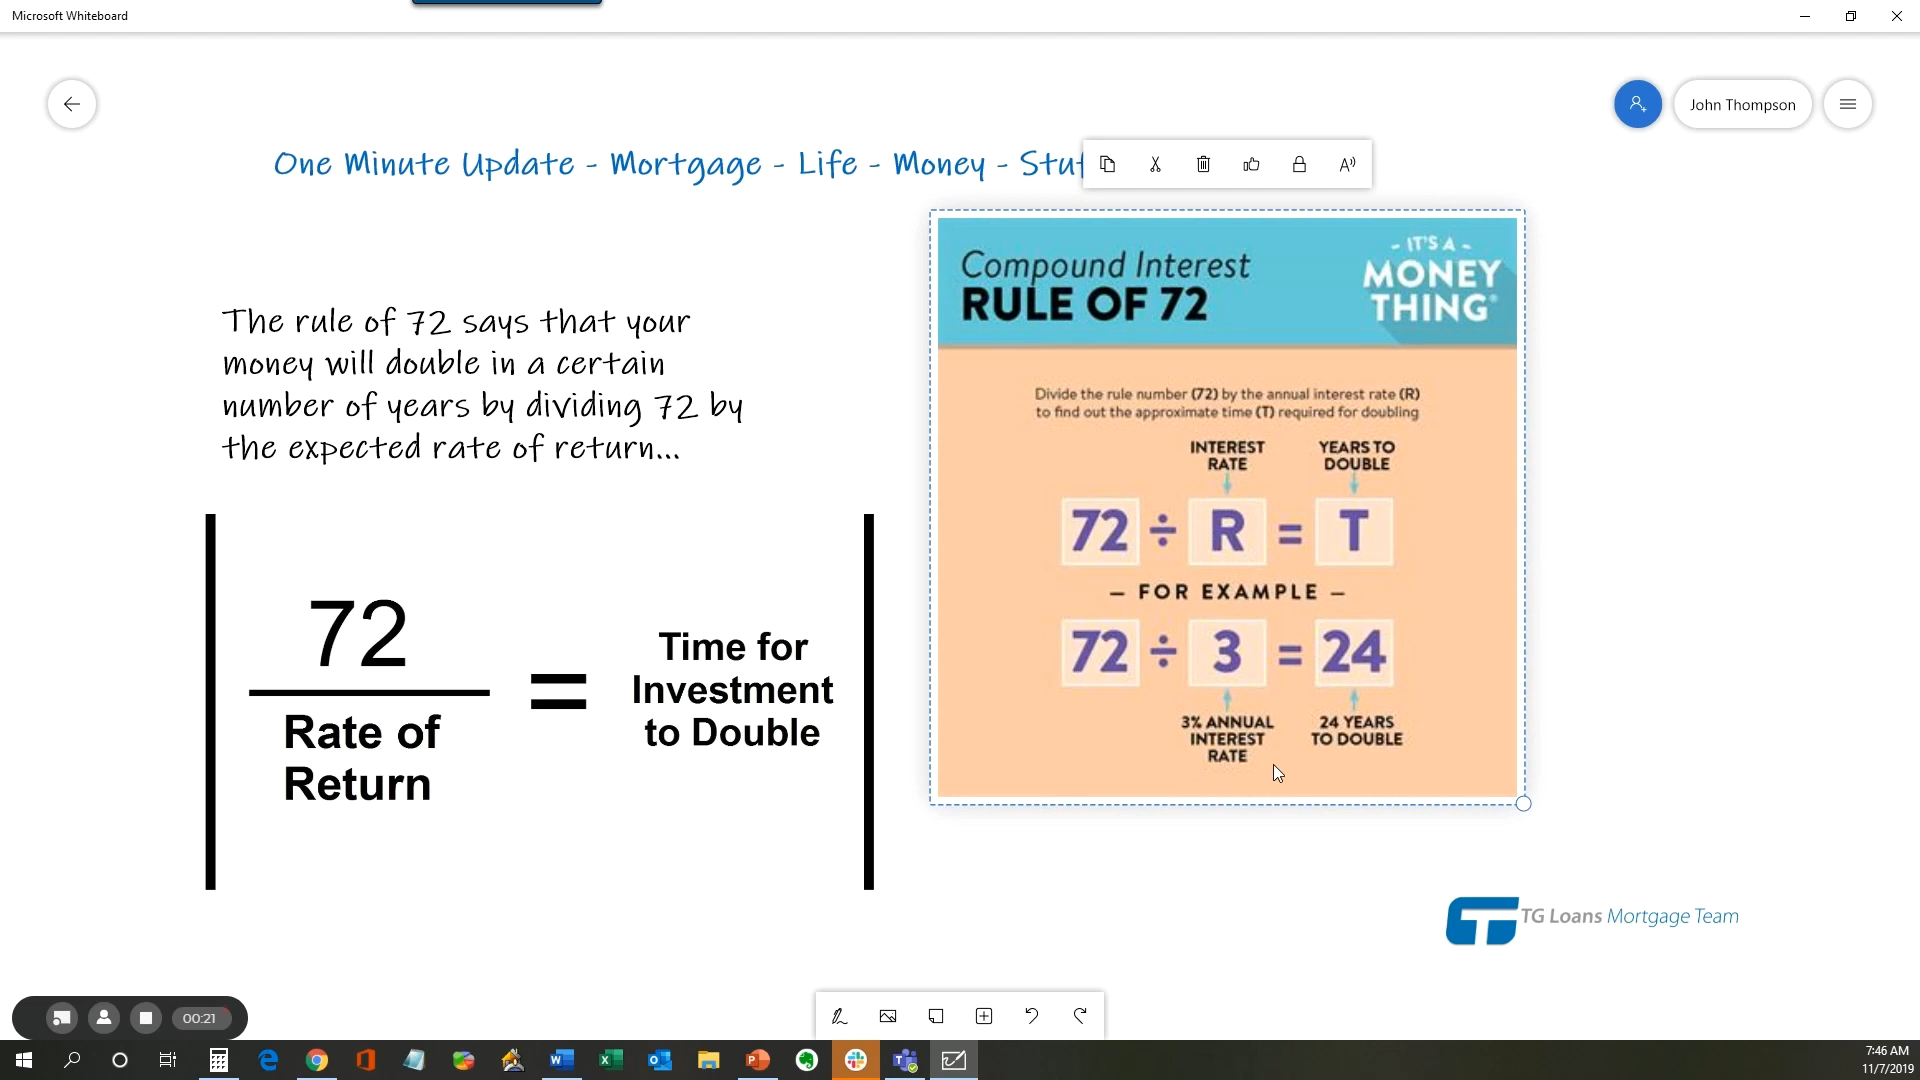 Microsoft Whiteboard
John Thompson
One Minute Update - Mortgage - Life - Money - Stuf
The rule of 72 says that your
money will double in a certain
number of years by dividing 72 by
the expected rate of return...
72
Rate of
Return
=
Time for
Investment
to Double
Compound Interest
RULE OF 72
- IT'S A -
MONEY
THING®
Divide the rule number (72) by the annual interest rate (R)
to find out the approximate time (T) required for doubling
INTEREST
RATE
YEARS TO
DOUBLE
72 ÷ R = T
— FOR EXAMPLE —
72 ÷ 3 = 24
3% ANNUAL
INTEREST
RATE
24 YEARS
TO DOUBLE
TG Loans Mortgage Team
00:21
7:46 AM
11/7/2019